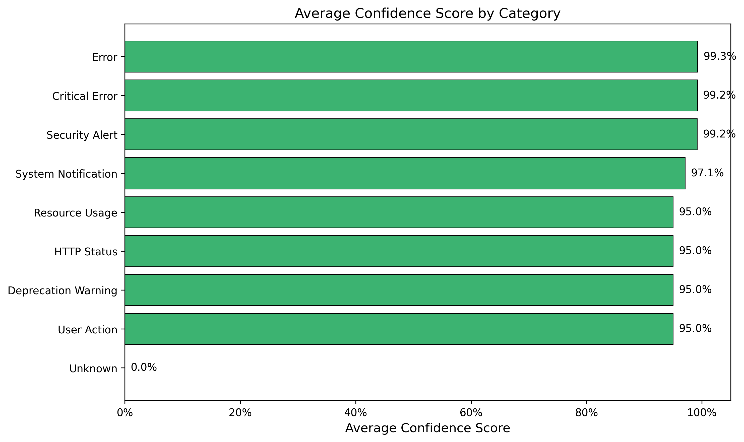 Average Confidence Score by Category
Error 99.3%
Critical Error 99.2%
Security Alert 99.2%
System Notification 97.1%
Resource Usage 95.0%
HTTP Status 95.0%
Deprecation Warning 95.0%
User Action 95.0%
Unknown 0.0%
0% 20% 40% 60% 80% 100%
Average Confidence Score